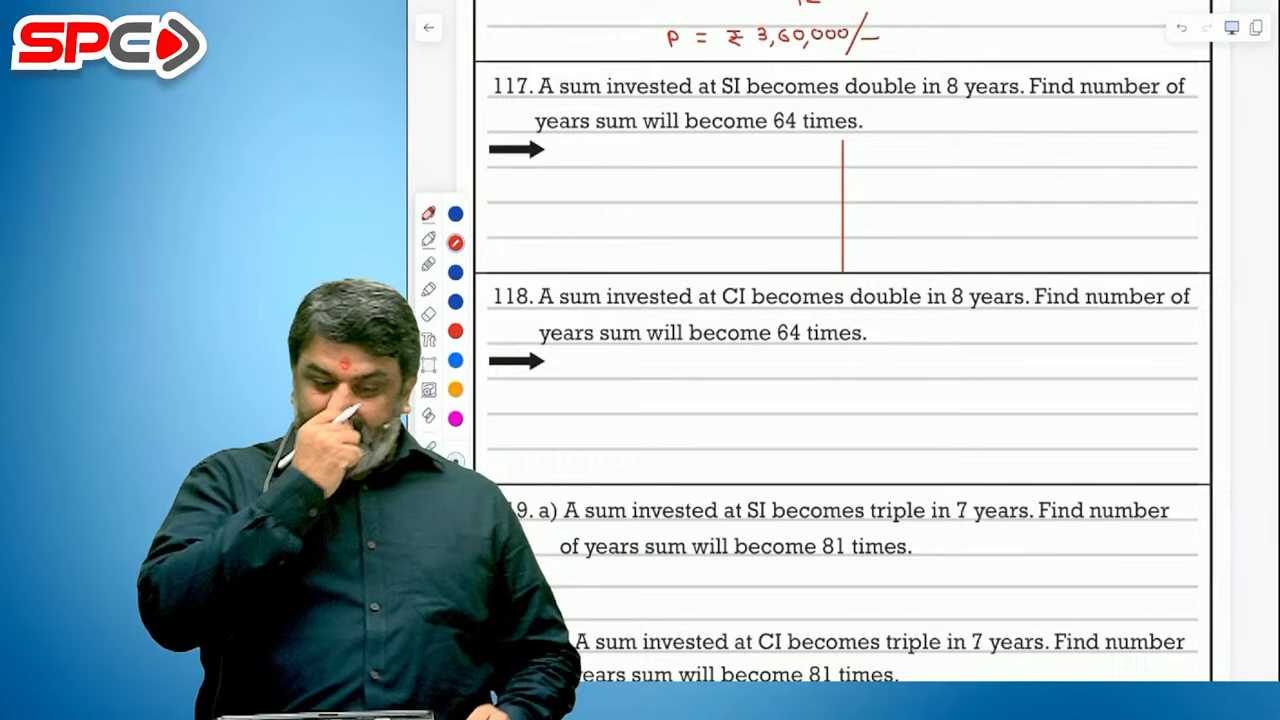 SPC
P = ₹ 3,60,000/-
117. A sum invested at SI becomes double in 8 years. Find number of
years sum will become 64 times.
118. A sum invested at CI becomes double in 8 years. Find number of
years sum will become 64 times.
9. a) A sum invested at SI becomes triple in 7 years. Find number
of years sum will become 81 times.
A sum invested at CI becomes triple in 7 years. Find number
years sum will become 81 times.
Tt